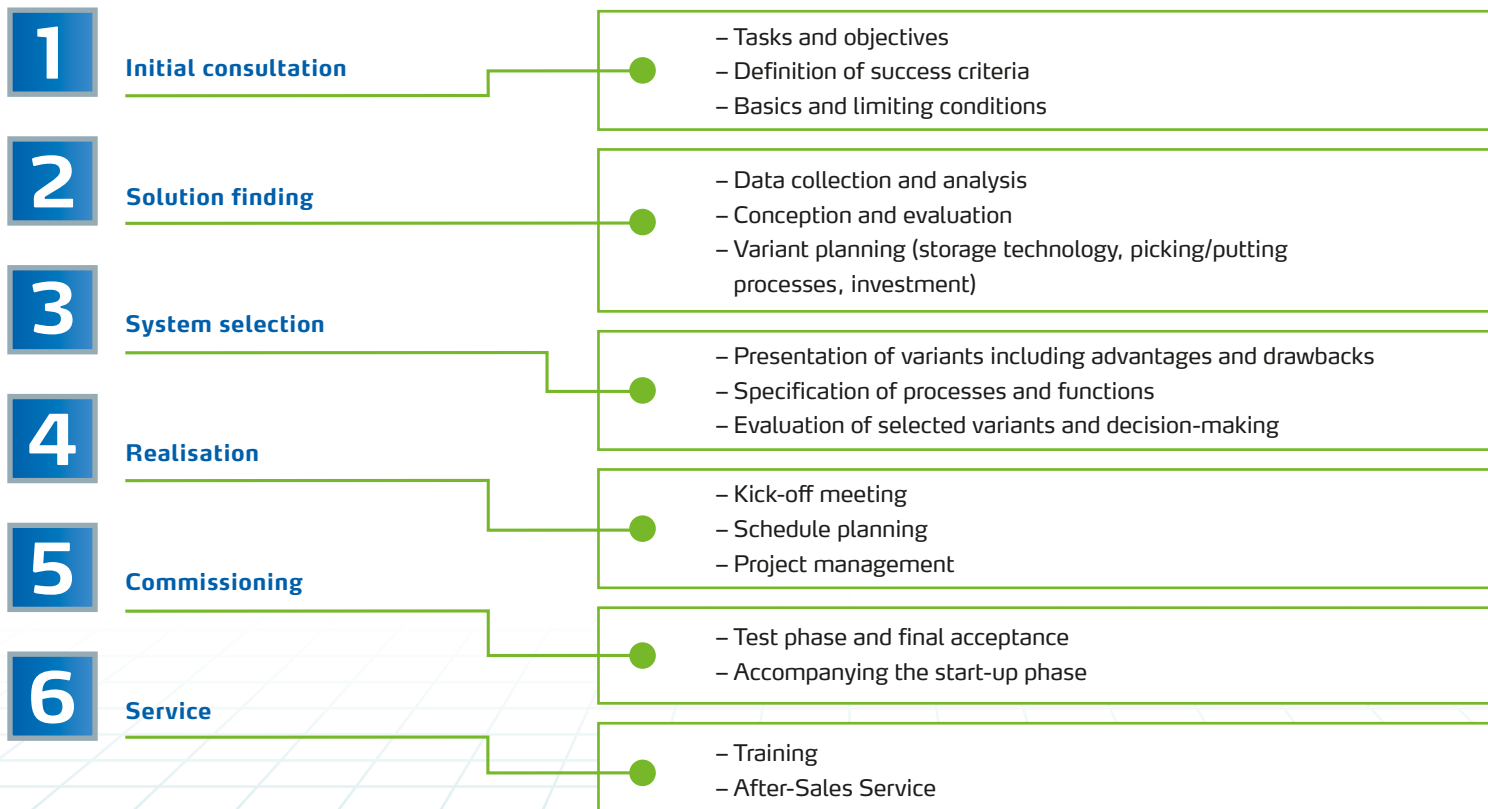 1
Initial consultation
– Tasks and objectives
– Definition of success criteria
– Basics and limiting conditions
2
Solution finding
– Data collection and analysis
– Conception and evaluation
– Variant planning (storage technology, picking/putting
processes, investment)
3
System selection
– Presentation of variants including advantages and drawbacks
– Specification of processes and functions
– Evaluation of selected variants and decision-making
4
Realisation
– Kick-off meeting
– Schedule planning
– Project management
5
Commissioning
– Test phase and final acceptance
– Accompanying the start-up phase
6
Service
– Training
– After-Sales Service